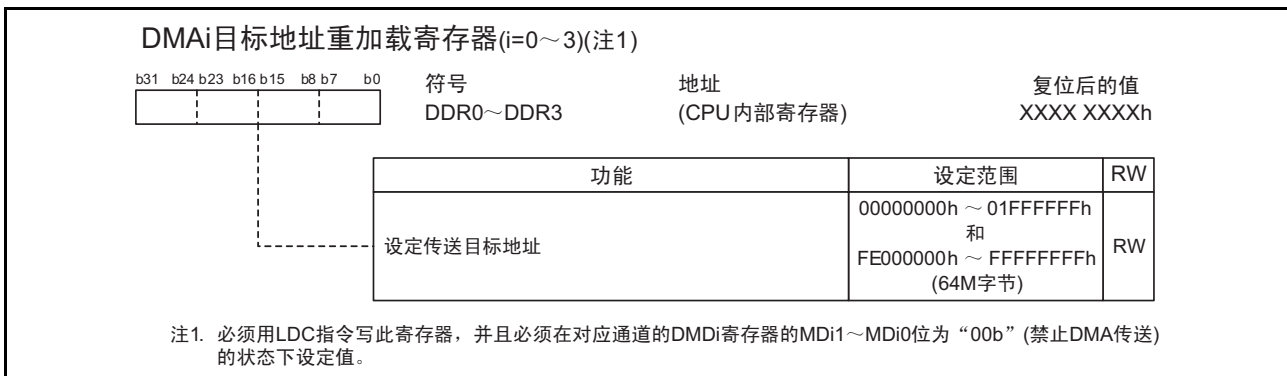 DMAi目标地址重加载寄存器(i=0～3)(注1)
b31 b24 b23 b16 b15 b8 b7 b0
符号 地址 复位后的值
DDR0～DDR3 (CPU内部寄存器) XXXX XXXXh
功能 设定范围 RW
设定传送目标地址
00000000h ～ 01FFFFFFh
和
FE000000h ～ FFFFFFFFh
(64M字节)
RW
注1. 必须用LDC指令写此寄存器，并且必须在对应通道的DMDi寄存器的MDi1～MDi0位为“00b”(禁止DMA传送)
的状态下设定值。